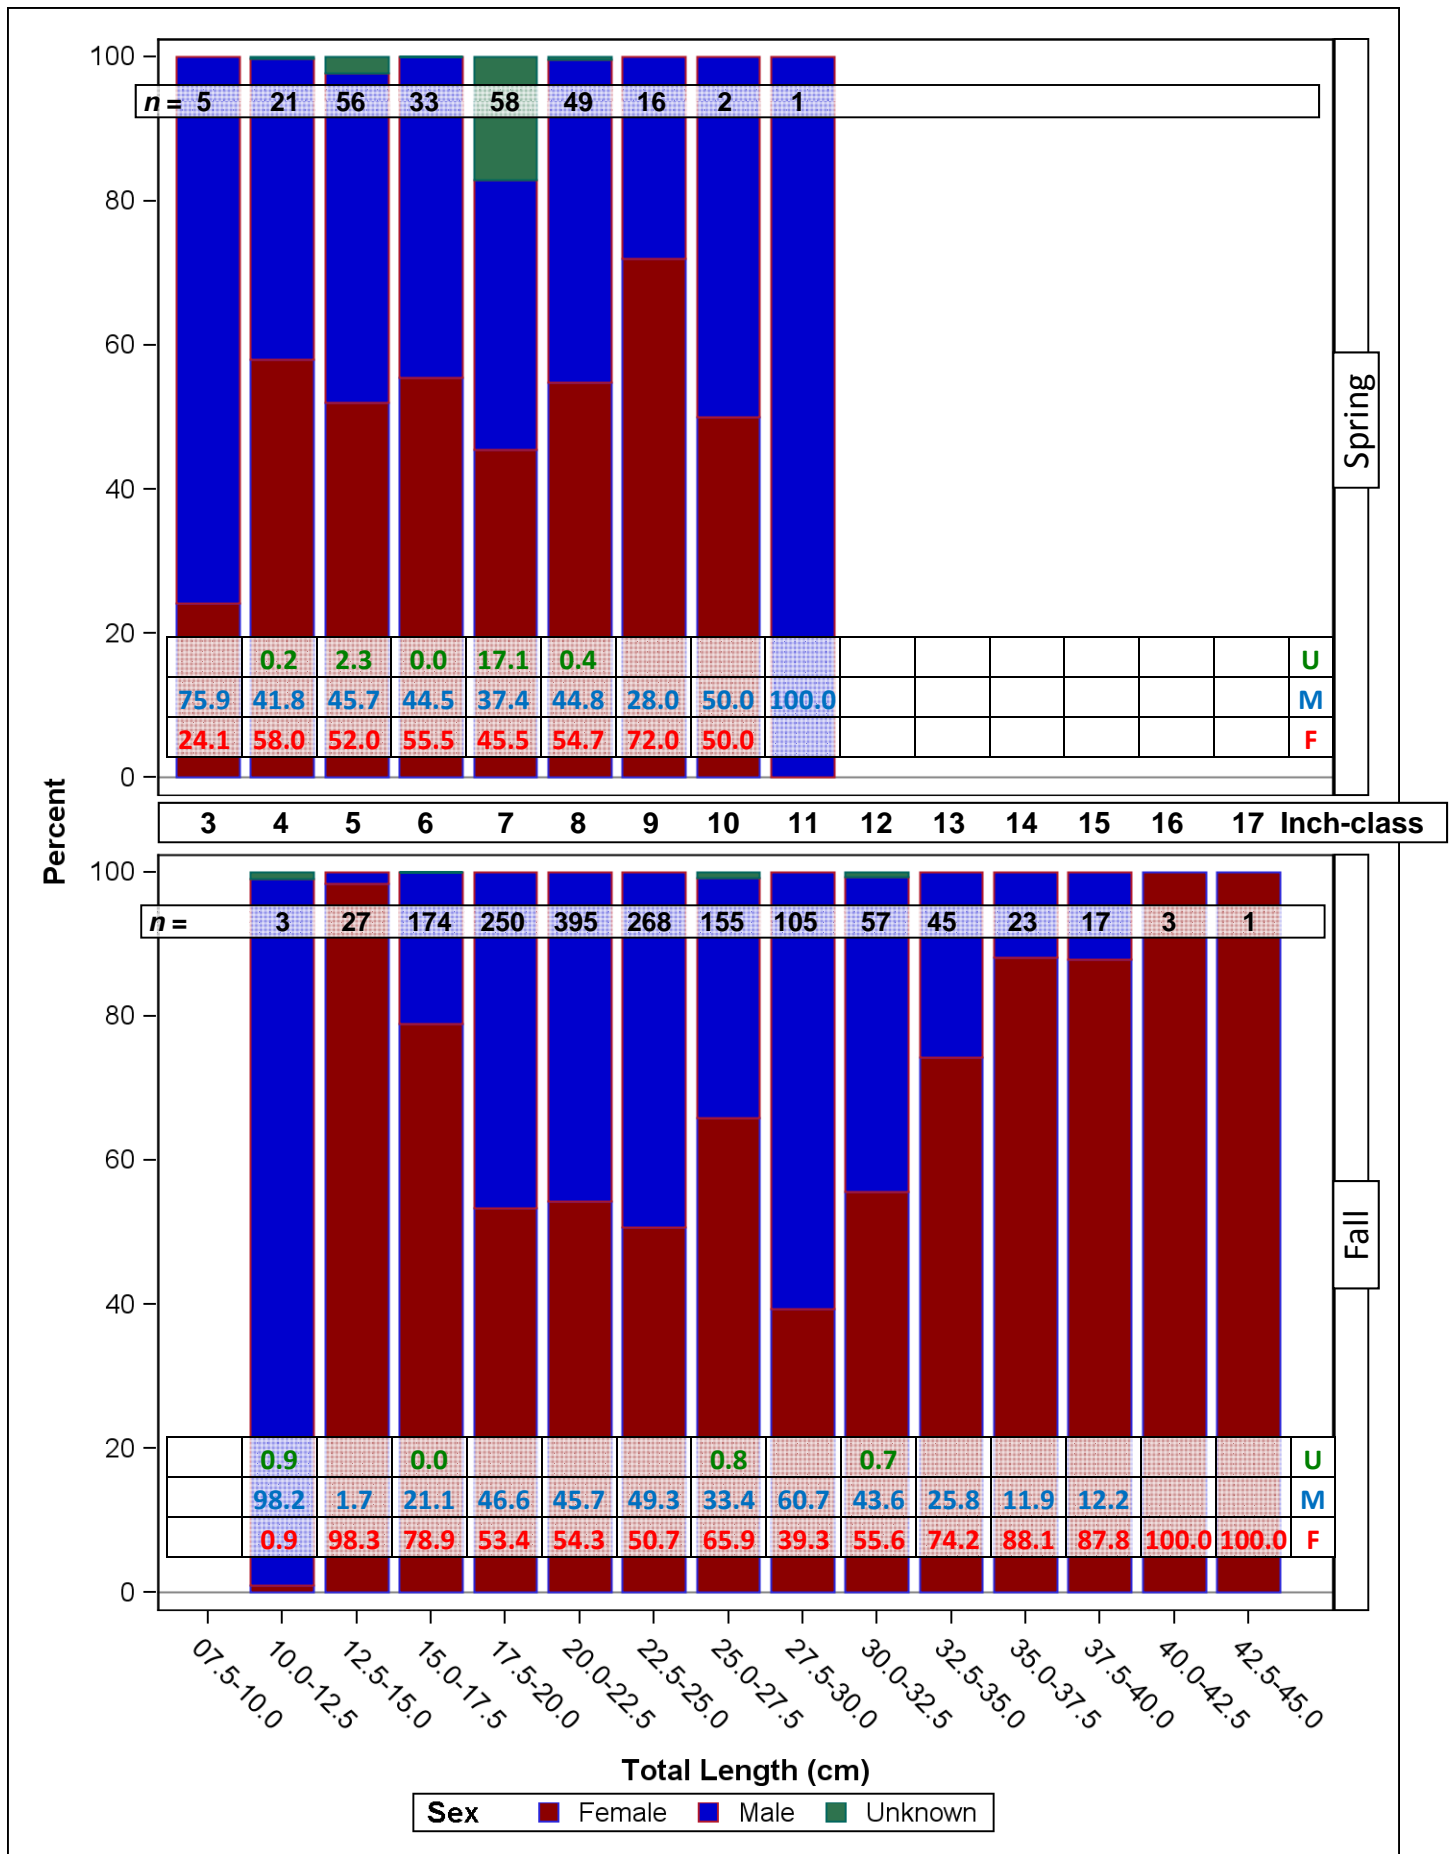 100
n = 5 21 56 33 58 49 16 2 1
80
60
Spring
40
20
0.2 2.3 0.0 17.1 0.4 U
75.9 41.8 45.7 44.5 37.4 44.8 28.0 50.0 100.0 M
24.1 58.0 52.0 55.5 45.5 54.7 72.0 50.0 F
0
Percent
3 4 5 6 7 8 9 10 11 12 13 14 15 16 17 Inch-class
100
n = 3 27 174 250 395 268 155 105 57 45 23 17 3 1
80
60
Fall
40
20
0.9 0.0 0.8 0.7 U
98.2 1.7 21.1 46.6 45.7 49.3 33.4 60.7 43.6 25.8 11.9 12.2 M
0.9 98.3 78.9 53.4 54.3 50.7 65.9 39.3 55.6 74.2 88.1 87.8 100.0 100.0 F
0
07.5-10.0 10.0-12.5 12.5-15.0 15.0-17.5 17.5-20.0 20.0-22.5 22.5-25.0 25.0-27.5 27.5-30.0 30.0-32.5 32.5-35.0 35.0-37.5 37.5-40.0 40.0-42.5 42.5-45.0
Total Length (cm)
Sex Female Male Unknown